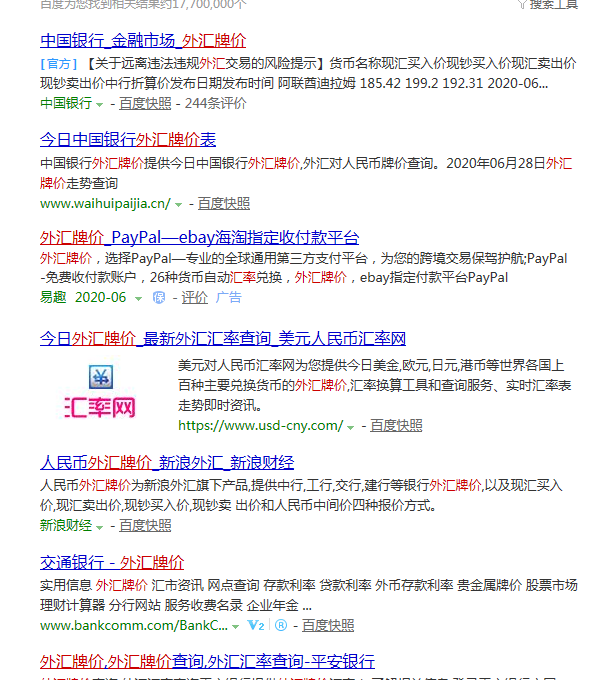 百度为您找到相关结果约17,700,000个
搜索工具
中国银行_金融市场_外汇牌价
[官方] 【关于远离违法违规外汇交易的风险提示】货币名称现汇买入价现钞买入价现汇卖出价
现钞卖出价中行折算价发布日期发布时间 阿联酋迪拉姆 185.42 199.2 192.31 2020-06...
中国银行 - 百度快照 - 244条评价
今日中国银行外汇牌价表
中国银行外汇牌价提供今日中国银行外汇牌价,外汇对人民币牌价查询。2020年06月28日外汇
牌价走势查询
www.waihuipaijia.cn/ - 百度快照
外汇牌价_PayPal—ebay海淘指定收付款平台
外汇牌价，选择PayPal—专业的全球通用第三方支付平台，为您的跨境交易保驾护航;PayPal
-免费收付款账户，26种货币自动汇率兑换，外汇牌价，ebay指定付款平台PayPal
易趣 2020-06 保 - 评价 广告
今日外汇牌价_最新外汇汇率查询_美元人民币汇率网
汇率网
美元对人民币汇率网为您提供今日美金,欧元,日元,港币等世界各国上
百种主要兑换货币的外汇牌价,汇率换算工具和查询服务、实时汇率表
走势即时资讯。
https://www.usd-cny.com/ - 百度快照
人民币外汇牌价_新浪外汇_新浪财经
人民币外汇牌价为新浪外汇旗下产品,提供中行,工行,交行,建行等银行外汇牌价,以及现汇买入
价,现汇卖出价,现钞买入价,现钞卖 出价和人民币中间价四种报价方式。
新浪财经 - 百度快照
交通银行 - 外汇牌价
实用信息 外汇牌价 汇市资讯 网点查询 存款利率 贷款利率 外币存款利率 贵金属牌价 股票市场
理财计算器 分行网站 服务收费名录 企业年金 ...
www.bankcomm.com/BankC... V2 ® - 百度快照
外汇牌价,外汇牌价查询,外汇汇率查询-平安银行